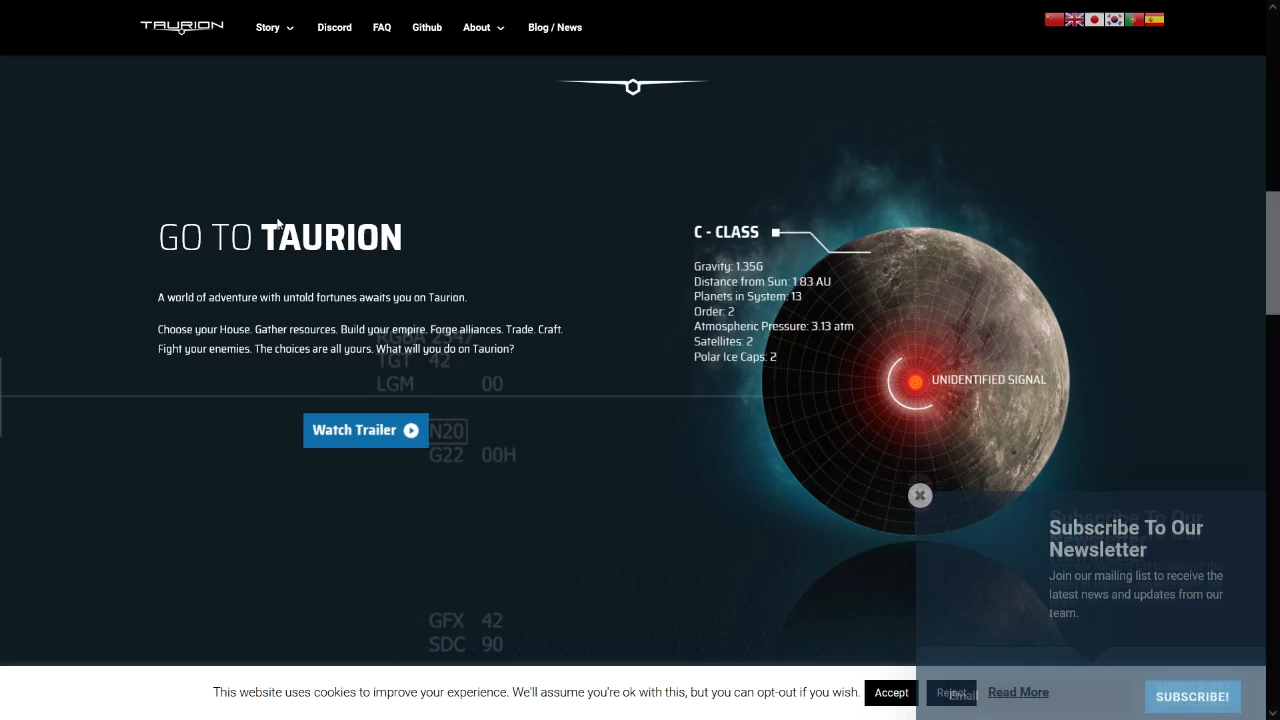 TAURION
Story
Discord
FAQ
Github
About
Blog / News
GO TO TAURION
A world of adventure with untold fortunes awaits you on Taurion.
Choose your House. Gather resources. Build your empire. Forge alliances. Trade. Craft.
Fight your enemies. The choices are all yours. What will you do on Taurion?
TGT 42
LGM 00
Watch Trailer
N20
G22 00H
GFX 42
SDC 90
C - CLASS
Gravity: 1.35G
Distance from Sun: 1.83 AU
Planets in System: 13
Order: 2
Atmospheric Pressure: 3.13 atm
Satellites: 2
Polar Ice Caps: 2
UNIDENTIFIED SIGNAL
Subscribe To Our
Newsletter
Join our mailing list to receive the
latest news and updates from our
team.
This website uses cookies to improve your experience. We'll assume you're ok with this, but you can opt-out if you wish.
Accept
Reject
Read More
Email
SUBSCRIBE!